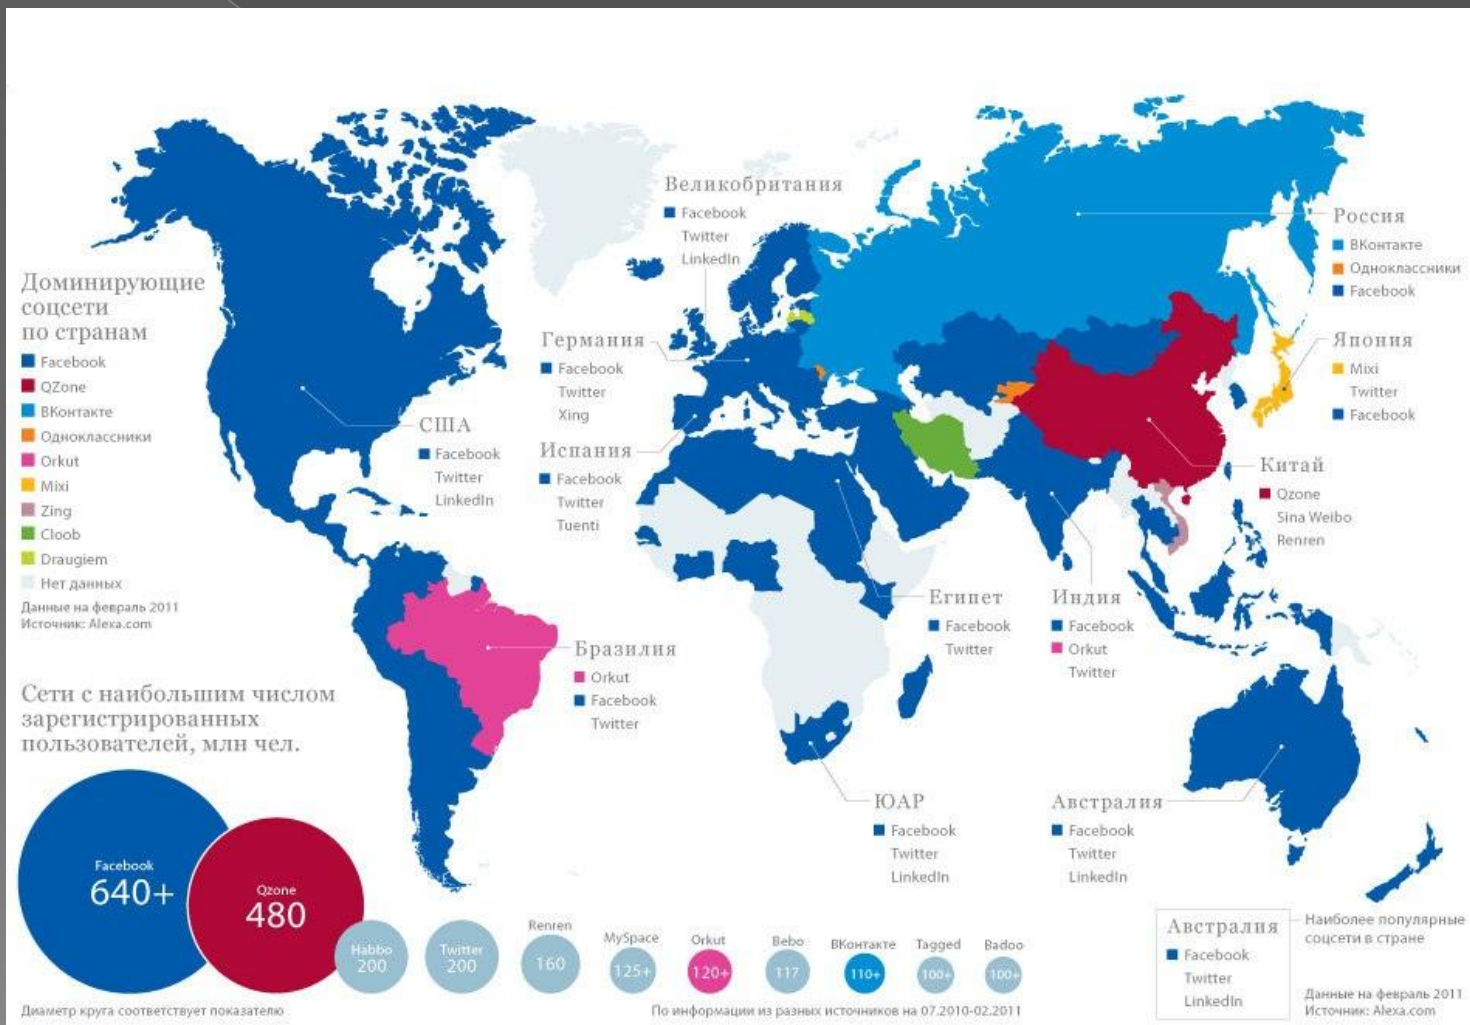 Великобритания
Facebook
Twitter
LinkedIn
Россия
ВКонтакте
Одноклассники
Facebook
Доминирующие
соцсети
по странам
Facebook
QZone
ВКонтакте
Одноклассники
Orkut
Mixi
Zing
Cloob
Draugiem
Нет данных
Данные на февраль 2011
Источник: Alexa.com
Германия
Facebook
Twitter
Xing
Япония
Mixi
Twitter
Facebook
США
Facebook
Twitter
LinkedIn
Испания
Facebook
Twitter
Tuenti
Китай
Qzone
Sina Weibo
Renren
Египет
Facebook
Twitter
Индия
Facebook
Orkut
Twitter
Бразилия
Orkut
Facebook
Twitter
ЮАР
Facebook
Twitter
LinkedIn
Австралия
Facebook
Twitter
LinkedIn
Сети с наибольшим числом
зарегистрированных
пользователей, млн чел.
Facebook
640+
Qzone
480
Habbo
200
Twitter
200
Renren
160
MySpace
125+
Orkut
120+
Bebo
117
ВКонтакте
110+
Tagged
100+
Badoo
100+
Диаметр круга соответствует показателю
По информации из разных источников на 07.2010-02.2011
Австралия
Facebook
Twitter
LinkedIn
Наиболее популярные
соцсети в стране
Данные на февраль 2011
Источник: Alexa.com